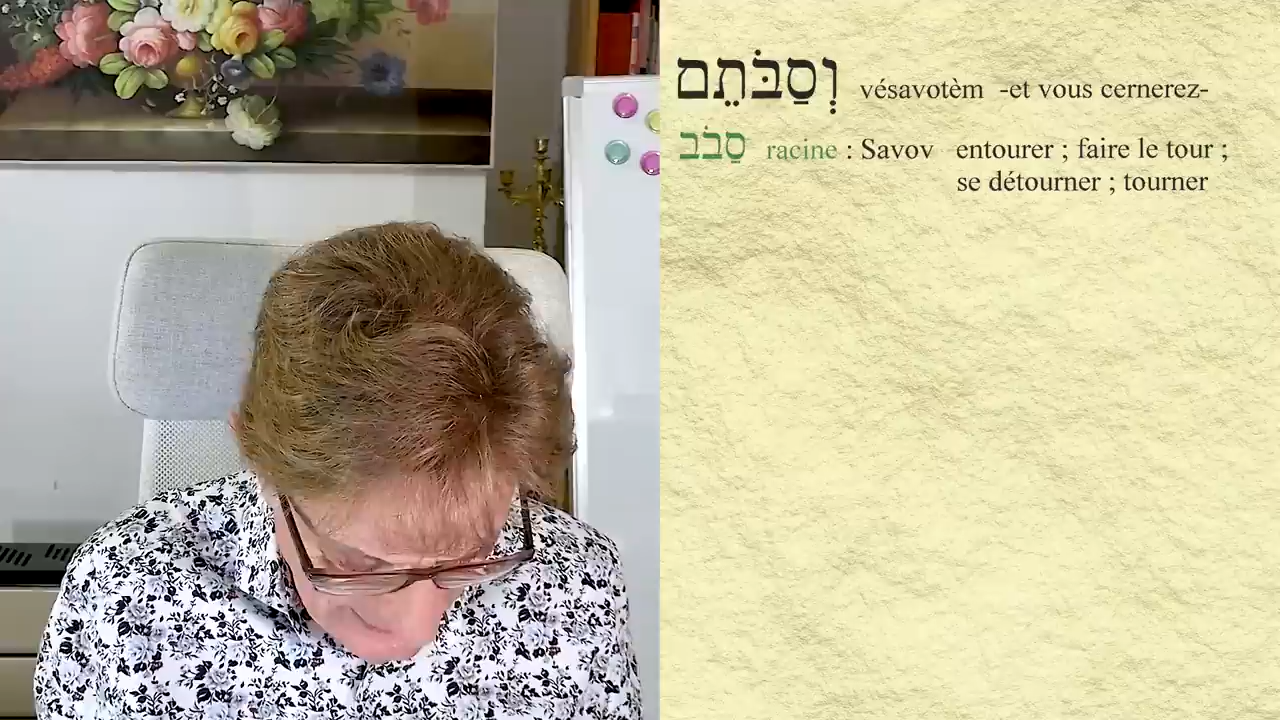 וְסַבֹּתֶם vésavotèm -et vous cernerez-
סָבֹב racine : Savov entourer ; faire le tour ;
se détourner ; tourner